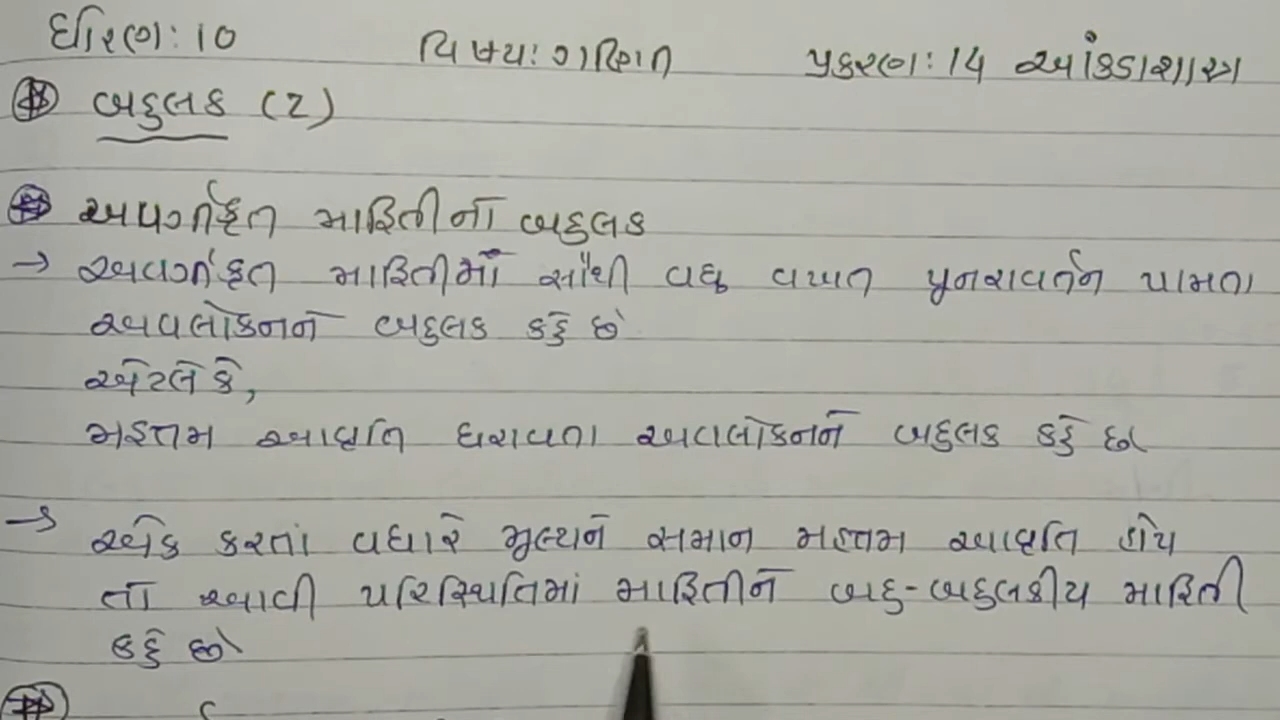 ધોરણ: 10 વિષય: ગણિત પ્રકરણ: 14 આંકડાશાસ્ત્ર
બહુલક (Z)
અવર્ગીકૃત માહિતીનો બહુલક
→ અવર્ગીકૃત માહિતીમાં સૌથી વધુ વખત પુનરાવર્તન પામતા
અવલોકનને બહુલક કહે છે
એટલે કે,
મહત્તમ આવૃત્તિ ધરાવતા અવલોકનને બહુલક કહે છે
→ એક કરતાં વધારે મુલ્યને સમાન મહત્તમ આવૃત્તિ હોય
તો આવી પરિસ્થિતિમાં માહિતીને બહુ-બહુલકીય માહિતી
કહે છે